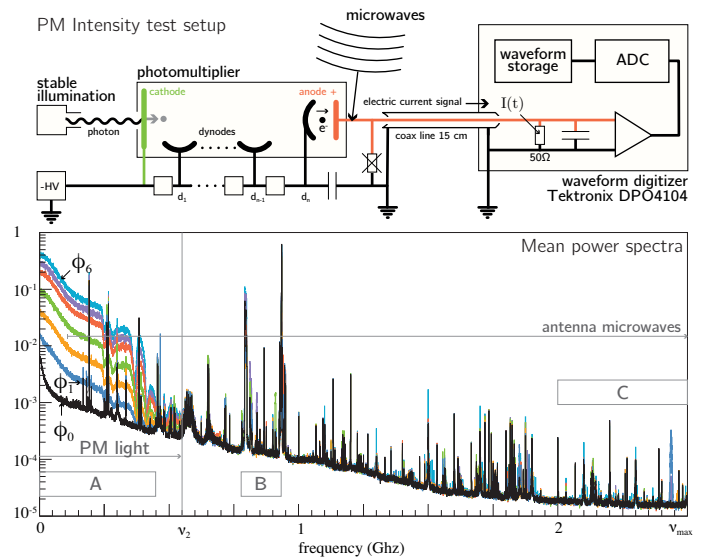 PM Intensity test setup
microwaves
waveform
storage
ADC
stable
illumination
photomultiplier
cathode
anode +
electric current signal
I(t)
photon
dynodes
e-
coax line 15 cm
50Ω
-HV
d1
dn-1
dn
waveform digitizer
Tektronix DPO4104
Mean power spectra
1
10-1
10-2
10-3
10-4
10-5
ϕ6
ϕ1
ϕ0
antenna microwaves
PM light
A
B
C
0
ν2
1
2
νmax
frequency (Ghz)